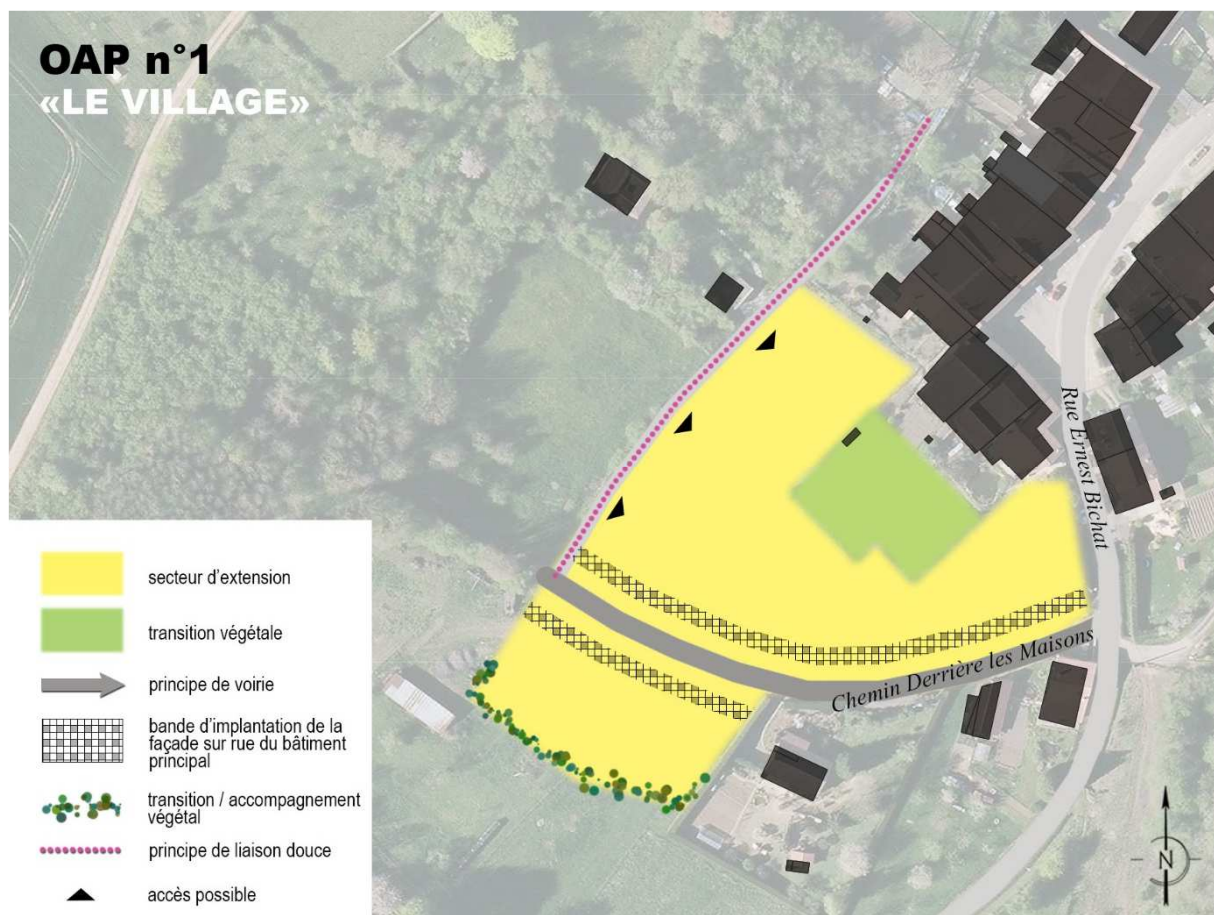 OAP n°1
«LE VILLAGE»
Rue Ernest Bichat
Chemin Derrière les Maisons
secteur d'extension
transition végétale
principe de voirie
bande d'implantation de la
façade sur rue du bâtiment
principal
transition / accompagnement
végétal
principe de liaison douce
accès possible
N